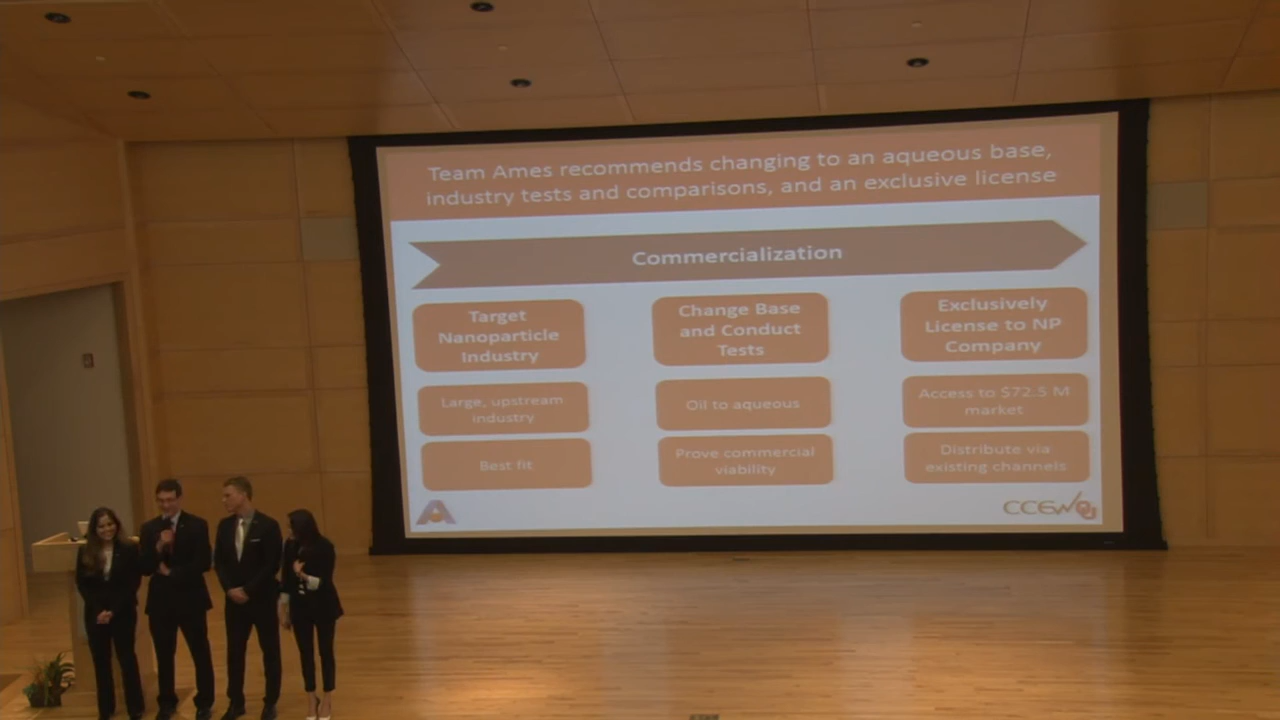 Team Ames recommends changing to an aqueous base,
industry tests and comparisons, and an exclusive license
Commercialization
Target
Nanoparticle
Industry
Change Base
and Conduct
Tests
Exclusively
License to NP
Company
Large, upstream
industry
Oil to aqueous
Access to $72.5 M
market
Best fit
Prove commercial
viability
Distribute via
existing channels
CCEW
OU